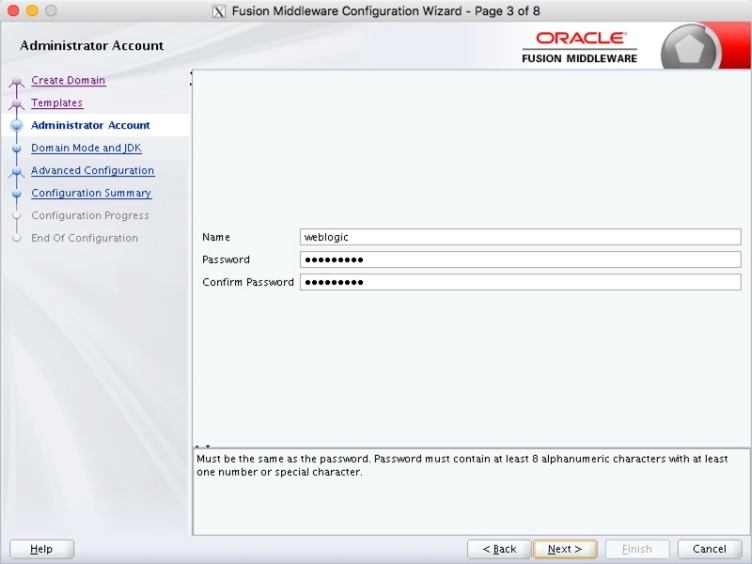 Fusion Middleware Configuration Wizard - Page 3 of 8
Administrator Account
ORACLE
FUSION MIDDLEWARE
Create Domain
Templates
Administrator Account
Domain Mode and JDK
Advanced Configuration
Configuration Summary
Configuration Progress
End Of Configuration
Name weblogic
Password •••••••••
Confirm Password •••••••••
Must be the same as the password. Password must contain at least 8 alphanumeric characters with at least
one number or special character.
Help < Back Next > Finish Cancel